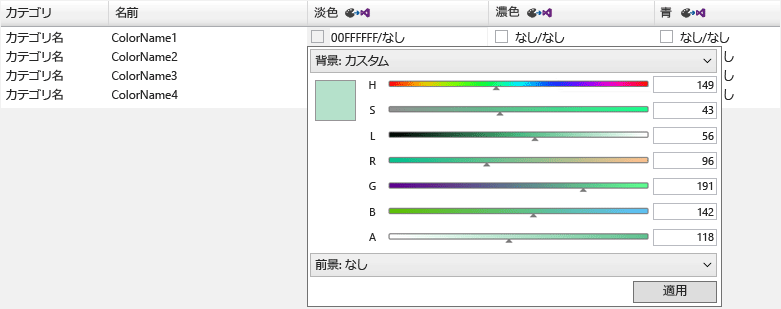 カテゴリ 名前 淡色 濃色 青
カテゴリ名 ColorName1 00FFFFFF/なし なし/なし なし/なし
カテゴリ名 ColorName2 し
カテゴリ名 ColorName3 し
カテゴリ名 ColorName4 し
背景: カスタム
H 149
S 43
L 56
R 96
G 191
B 142
A 118
前景: なし
適用